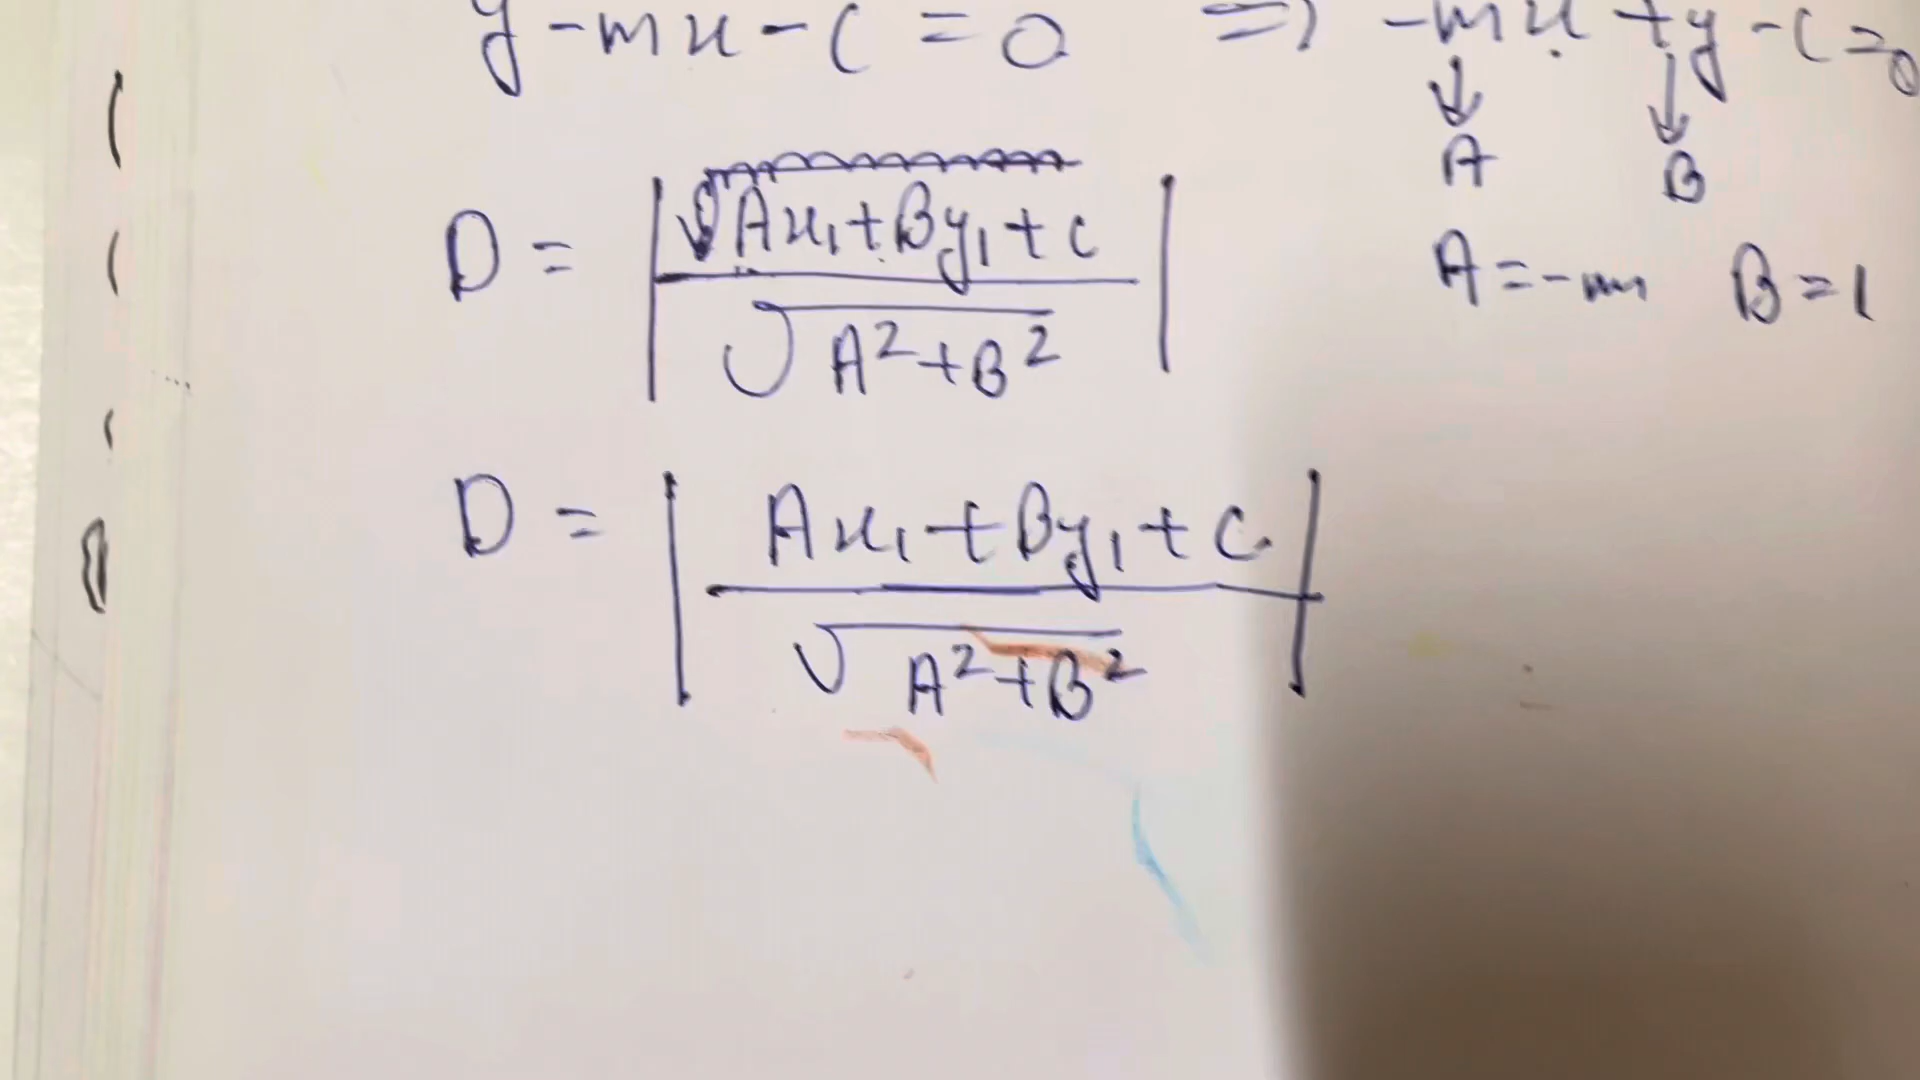 y - mx - c = 0 ⇒ -mx + y - c = 0
↓ ↓
A B
D = | Ax₁ + By₁ + c / √A² + B² |
A = -m B = 1
D = | Ax₁ + By₁ + c / √A² + B² |